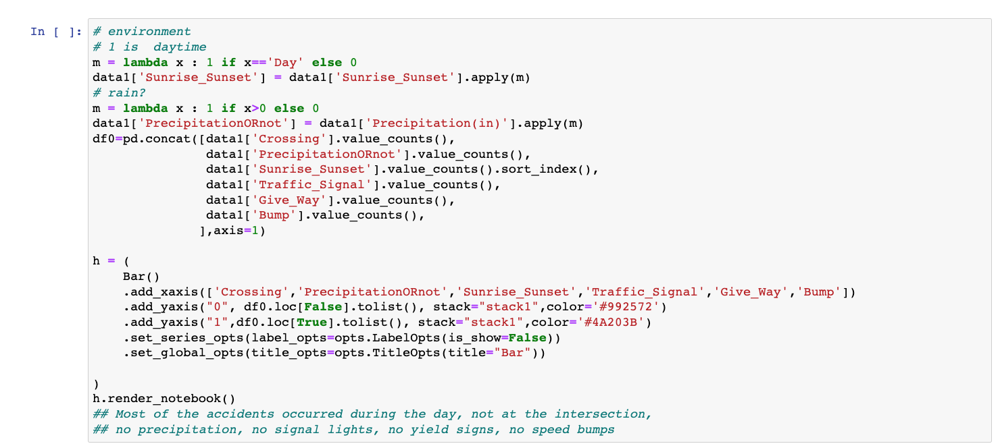 In [ ]: # environment
# 1 is  daytime
m = lambda x : 1 if x=='Day' else 0
data1['Sunrise_Sunset'] = data1['Sunrise_Sunset'].apply(m)
# rain?
m = lambda x : 1 if x>0 else 0
data1['PrecipitationORnot'] = data1['Precipitation(in)'].apply(m)
df0=pd.concat([data1['Crossing'].value_counts(),
               data1['PrecipitationORnot'].value_counts(),
               data1['Sunrise_Sunset'].value_counts().sort_index(),
               data1['Traffic_Signal'].value_counts(),
               data1['Give_Way'].value_counts(),
               data1['Bump'].value_counts(),
              ],axis=1)
h = (
    Bar()
    .add_xaxis(['Crossing','PrecipitationORnot','Sunrise_Sunset','Traffic_Signal','Give_Way','Bump'])
    .add_yaxis("0", df0.loc[False].tolist(), stack="stack1",color='#992572')
    .add_yaxis("1",df0.loc[True].tolist(), stack="stack1",color='#4A203B')
    .set_series_opts(label_opts=opts.LabelOpts(is_show=False))
    .set_global_opts(title_opts=opts.TitleOpts(title="Bar"))
)
h.render_notebook()
## Most of the accidents occurred during the day, not at the intersection,
## no precipitation, no signal lights, no yield signs, no speed bumps